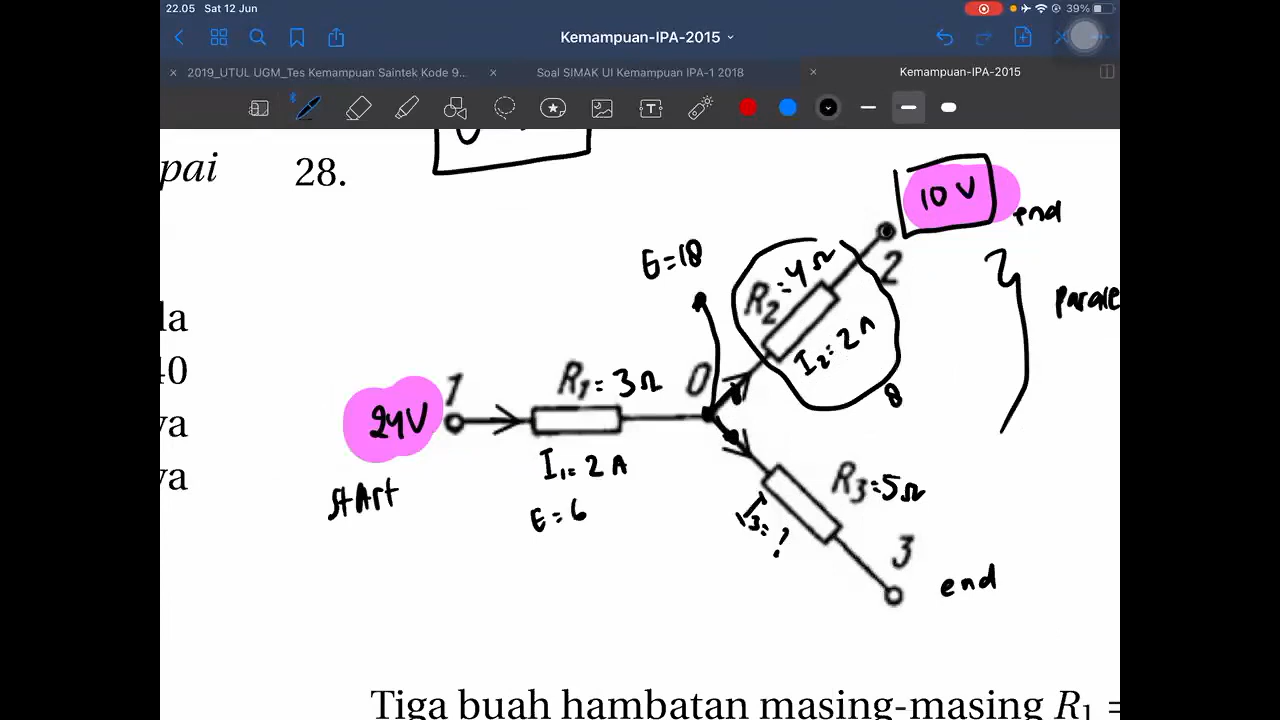 22.05 Sat 12 Jun
39%
Kemampuan-IPA-2015
2019_UTUL UGM_Tes Kemampuan Saintek Kode 9...
Soal SIMAK UI Kemampuan IPA-1 2018
Kemampuan-IPA-2015
pai
28.
10 V
end
E=18
2
R2=4Ω
la
parale
I2=2A
40
1
R1=3Ω
0
8
24V
va
I1=2A
R3=5Ω
va
start
E=6
I3=?
3
end
Tiga buah hambatan masing-masing R1 =